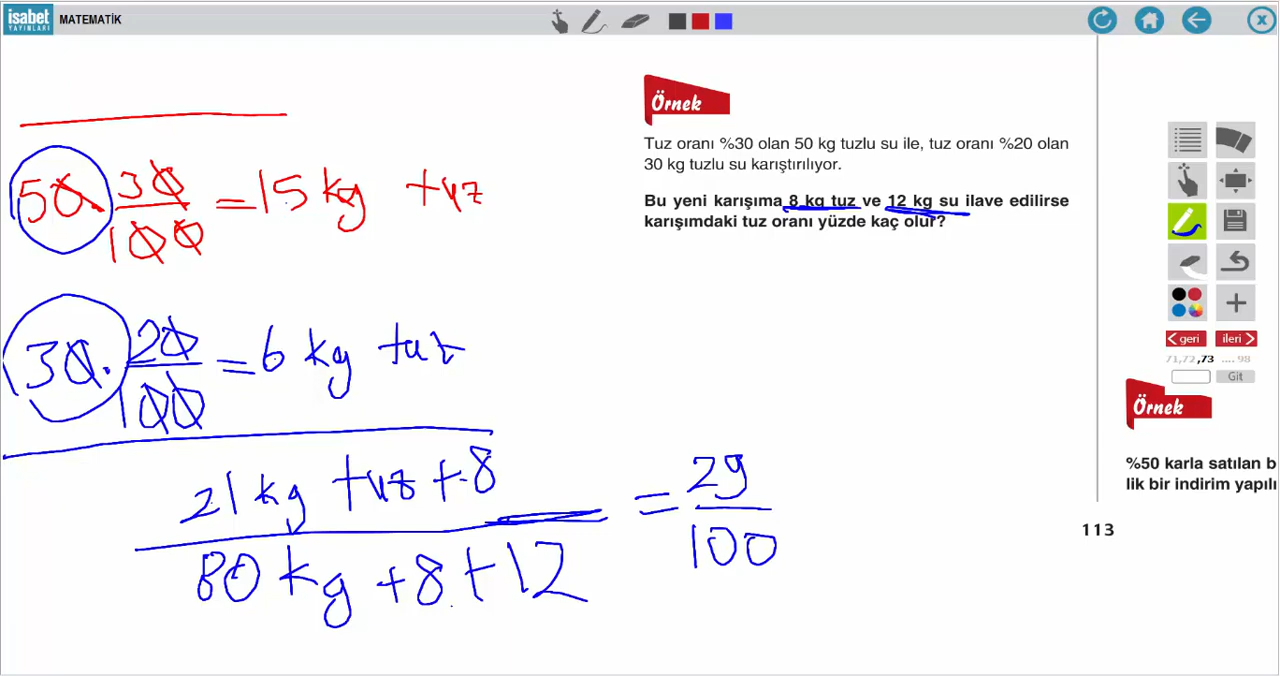 isabet
YAYINLARI
MATEMATİK
Örnek
Tuz oranı %30 olan 50 kg tuzlu su ile, tuz oranı %20 olan
30 kg tuzlu su karıştırılıyor.
Bu yeni karışıma 8 kg tuz ve 12 kg su ilave edilirse
karışımdaki tuz oranı yüzde kaç olur?
50 30/100 = 15 kg tuz
30 . 20/100 = 6 kg tuz
21 kg tuz + 8
80 kg + 8 + 12
= 29/100
geri
ileri
71,72,73 .... 98
Git
Örnek
%50 karla satılan b
lik bir indirim yapılı
113